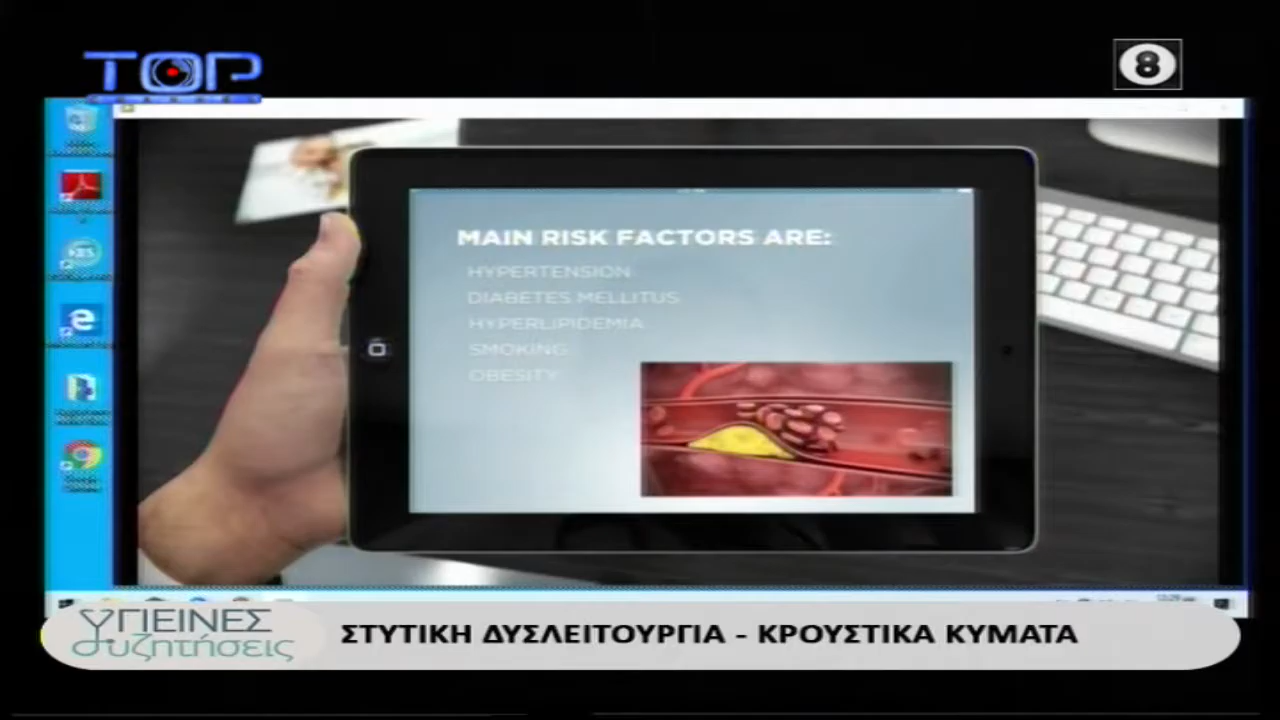 TOP
8
MAIN RISK FACTORS ARE:
HYPERTENSION
DIABETES MELLITUS
HYPERLIPIDEMIA
SMOKING
OBESITY
ΥΓΙΕΙΝΕΣ
συζητήσεις
ΣΤΥΤΙΚΗ ΔΥΣΛΕΙΤΟΥΡΓΙΑ - ΚΡΟΥΣΤΙΚΑ ΚΥΜΑΤΑ